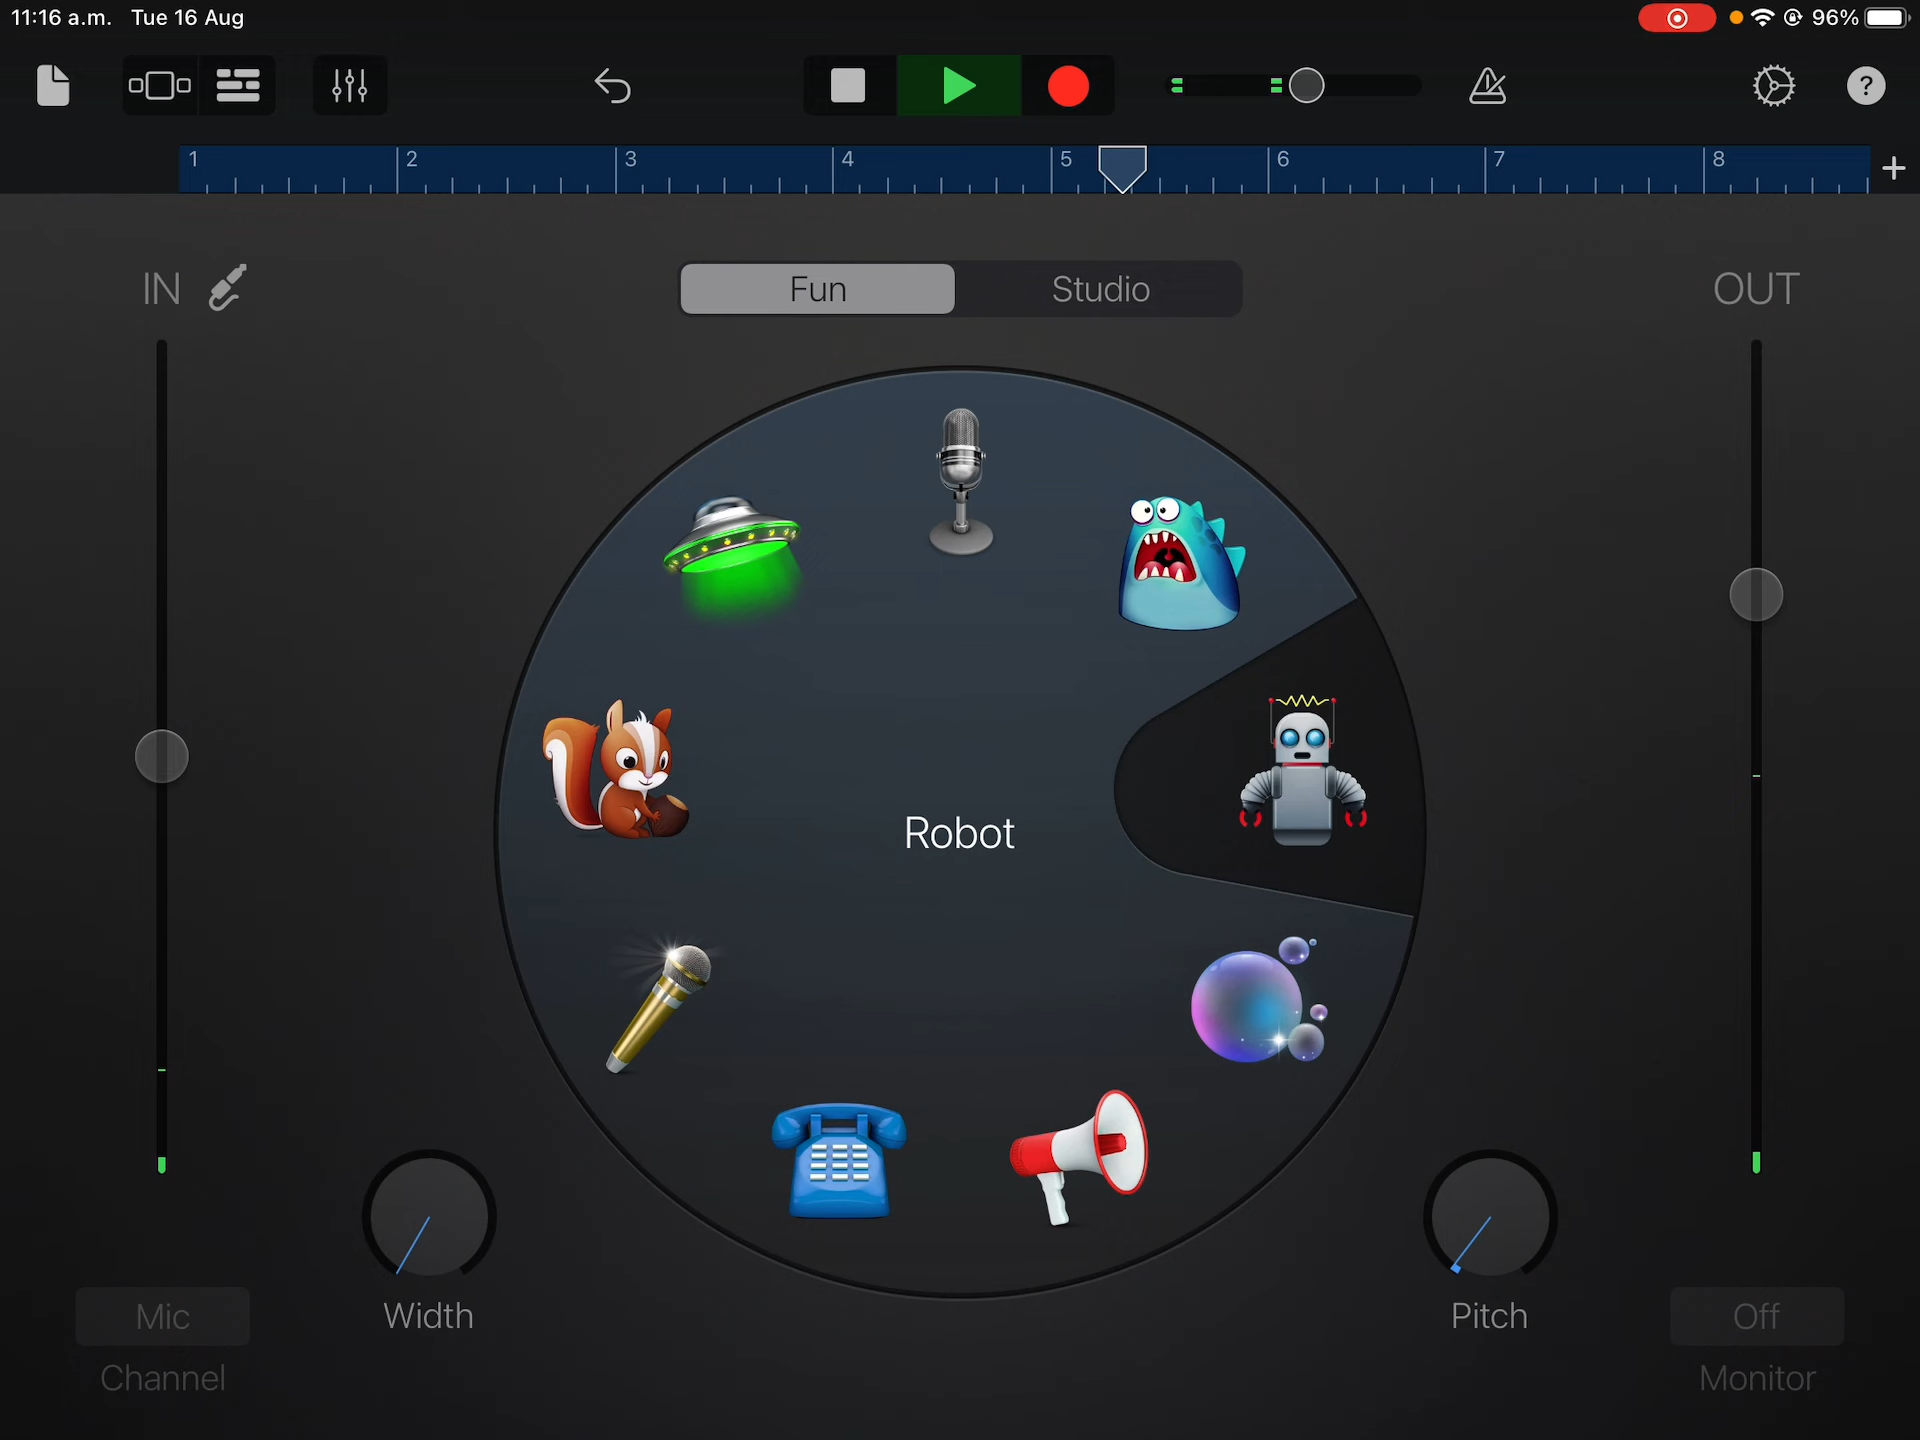 11:16 a.m. Tue 16 Aug 96%
?
1 2 3 4 5 6 7 8 +
IN Fun Studio OUT
Robot
Mic Width Pitch Off
Channel Monitor